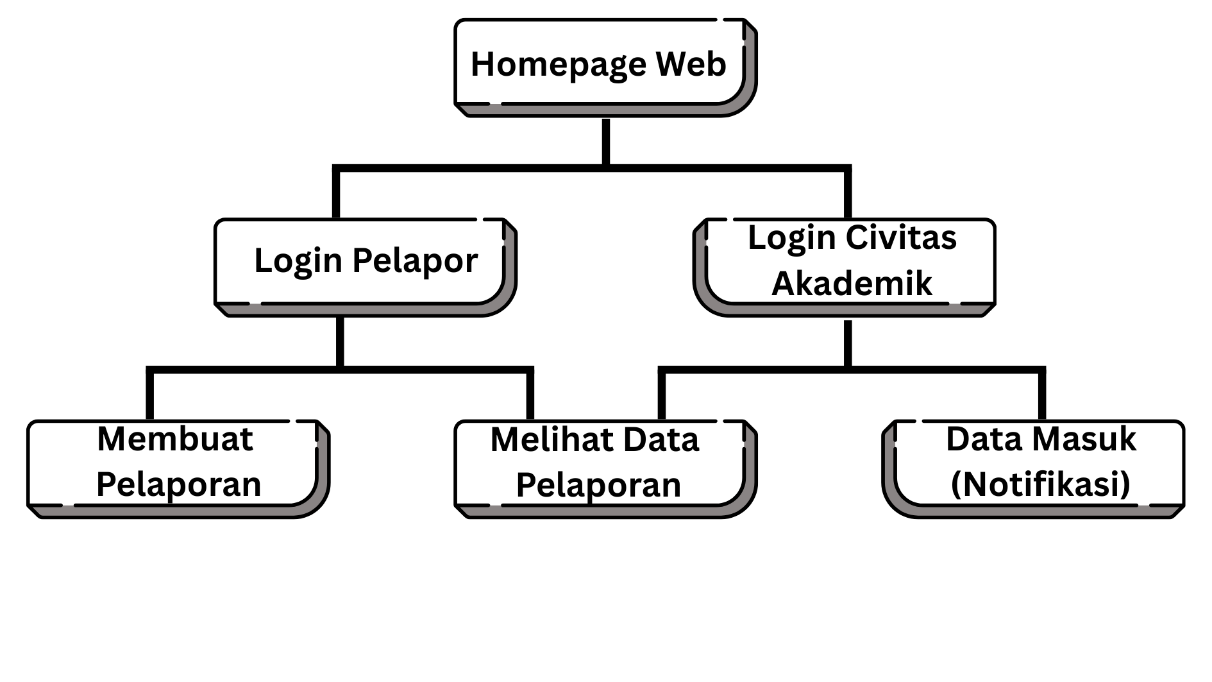 Homepage Web
Login Pelapor
Login Civitas
Akademik
Membuat
Pelaporan
Melihat Data
Pelaporan
Data Masuk
(Notifikasi)